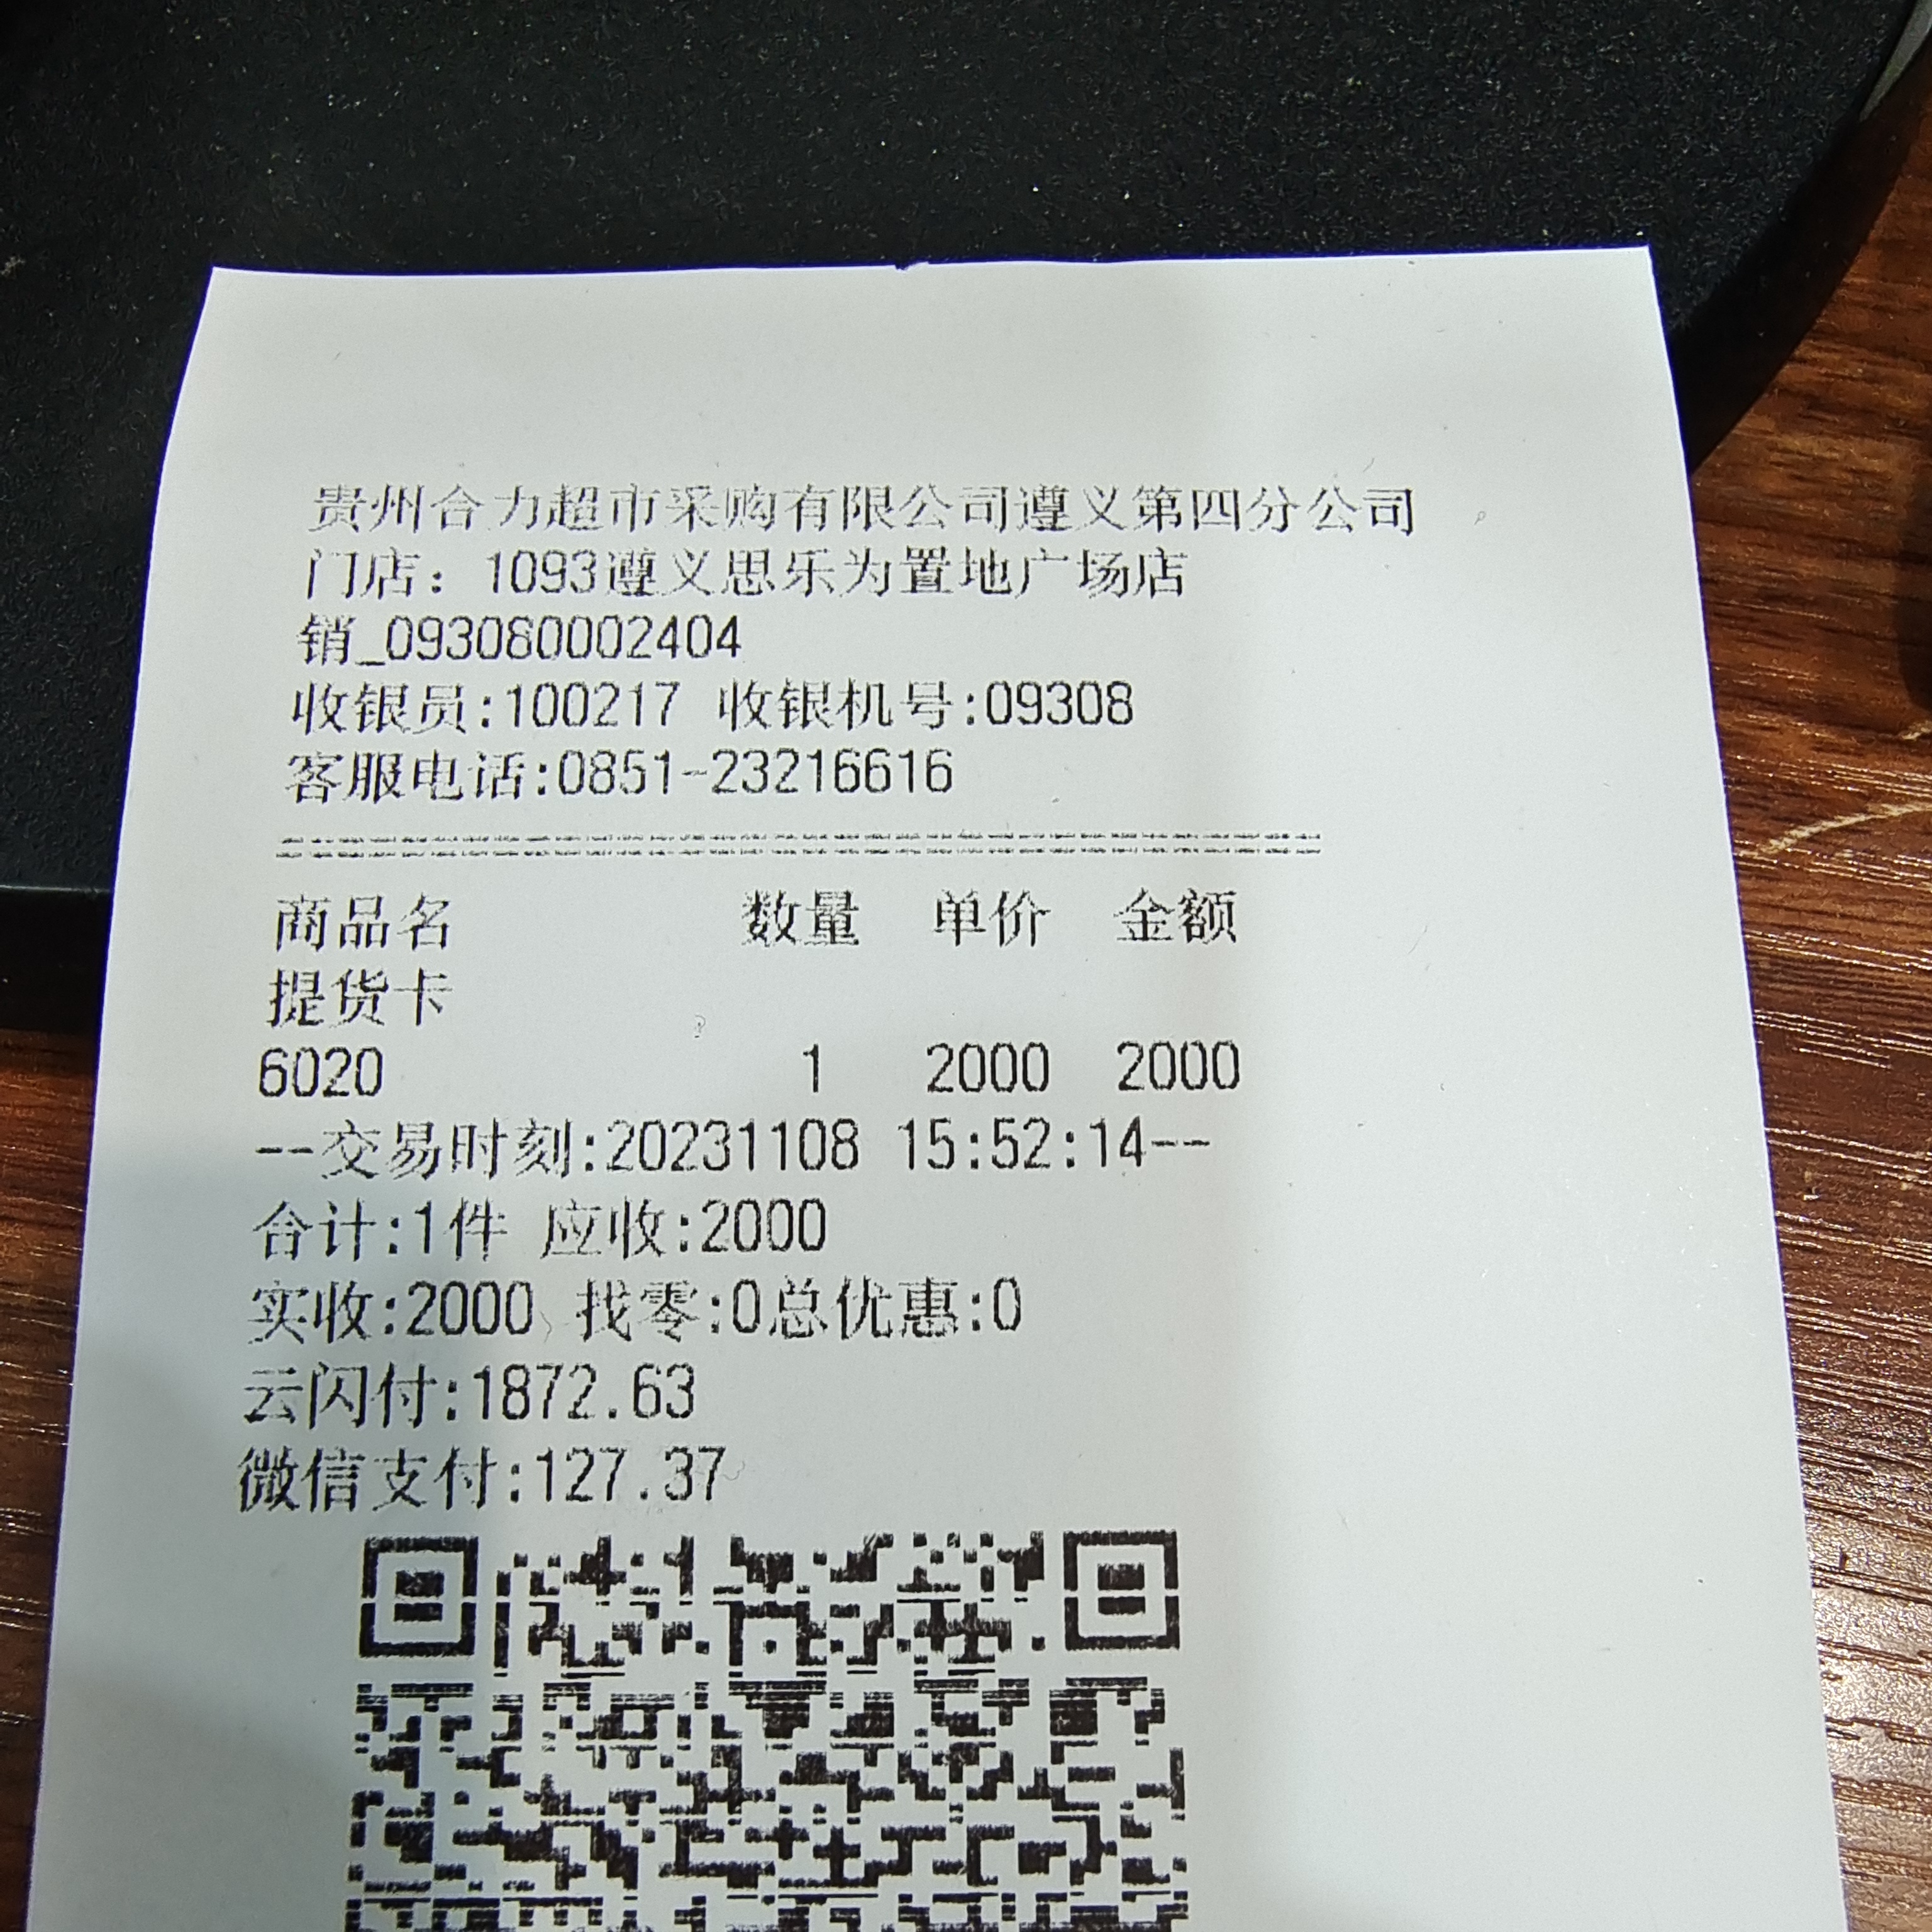 贵州合力超市采购有限公司遵义第四分公司
门店：1093遵义思乐为置地广场店
销_093080002404
收银员:100217 收银机号:09308
客服电话:0851-23216616
商品名 数量 单价 金额
提货卡
6020 1 2000 2000
--交易时刻:20231108 15:52:14--
合计:1件 应收:2000
实收:2000 找零:0总优惠:0
云闪付:1872.63
微信支付:127.37